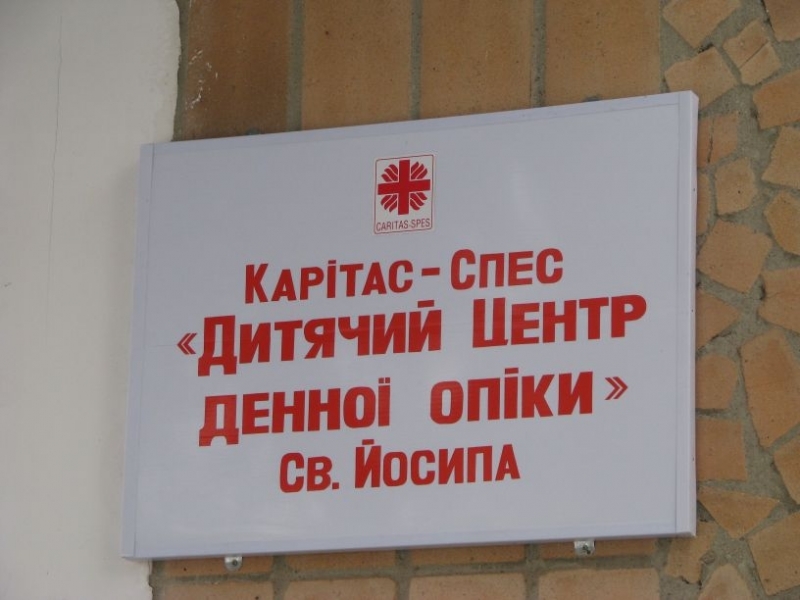 CARITAS-SPES
Карітас – Спес
«Дитячий Центр
денної опіки»
Св. Йосипа